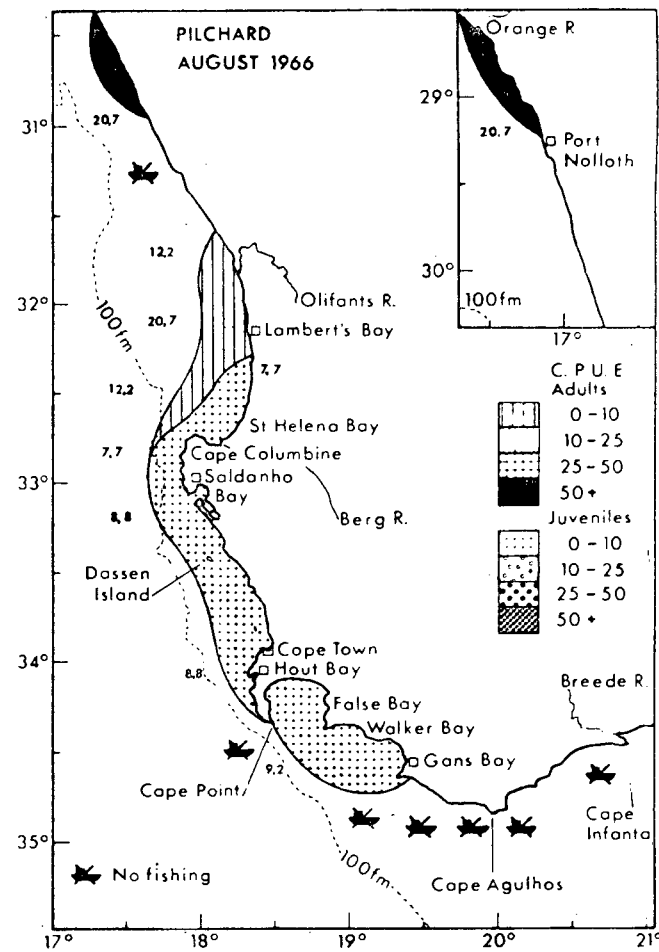 PILCHARD
AUGUST 1966
Orange R
29°
20,7
Port
Nolloth
30°
100fm
17°
20,7
31°
12,2
32°
Olifants R.
20,7
100fm
Lambert's Bay
7,7
12,2
St Helena Bay
7,7
Cape Columbine
33°
Saldanho
Bay
8,8
Berg R.
Dassen
Island
C. P. U. E
Adults
0-10
10-25
25-50
50+
Juveniles
0-10
10-25
25-50
50+
34°
Cape Town
Hout Bay
8,8
Breede R.
False Bay
Walker Bay
9,2
Gans Bay
Cape Point
Cape
Infanta
35°
100fm
No fishing
Cape Agulhos
17°
18°
19°
20°
21°